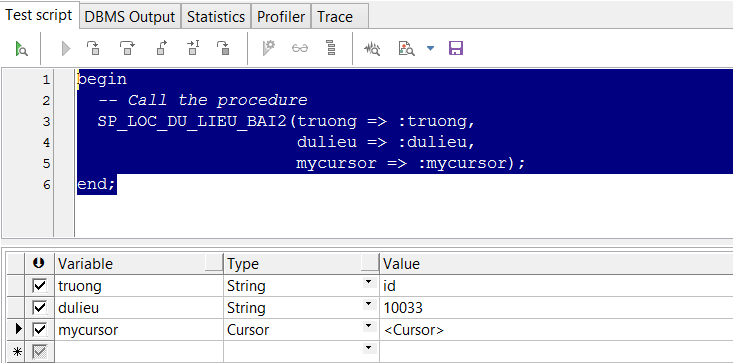 Test script DBMS Output Statistics Profiler Trace
1 begin
2 -- Call the procedure
3 SP_LOC_DU_LIEU_BAI2(truong => :truong,
4 dulieu => :dulieu,
5 mycursor => :mycursor);
6 end;
Variable Type Value
truong String id
dulieu String 10033
mycursor Cursor <Cursor>